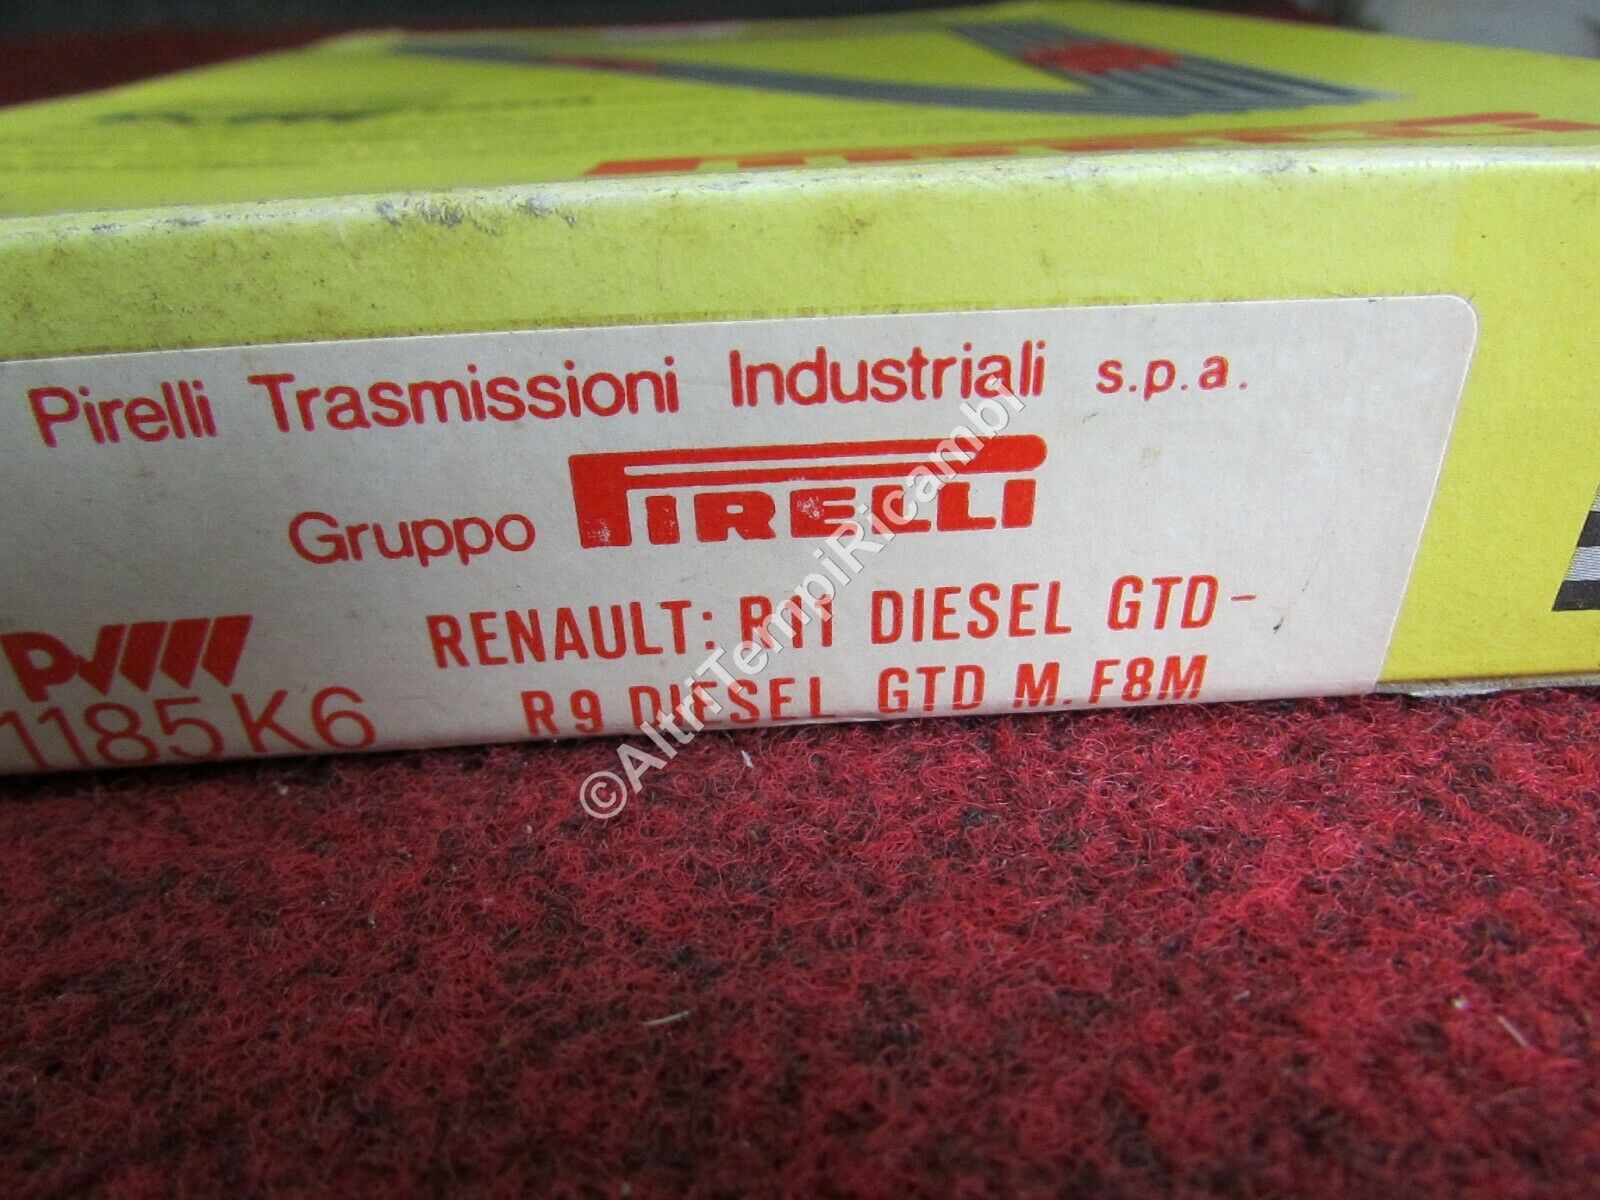 Pirelli Trasmissioni Industriali s.p.a.
Gruppo PIRELLI
RENAULT: R11 DIESEL GTD-
R9 DIESEL GTD M. F8M
PV
1185K6
©AltriTempiRicambi